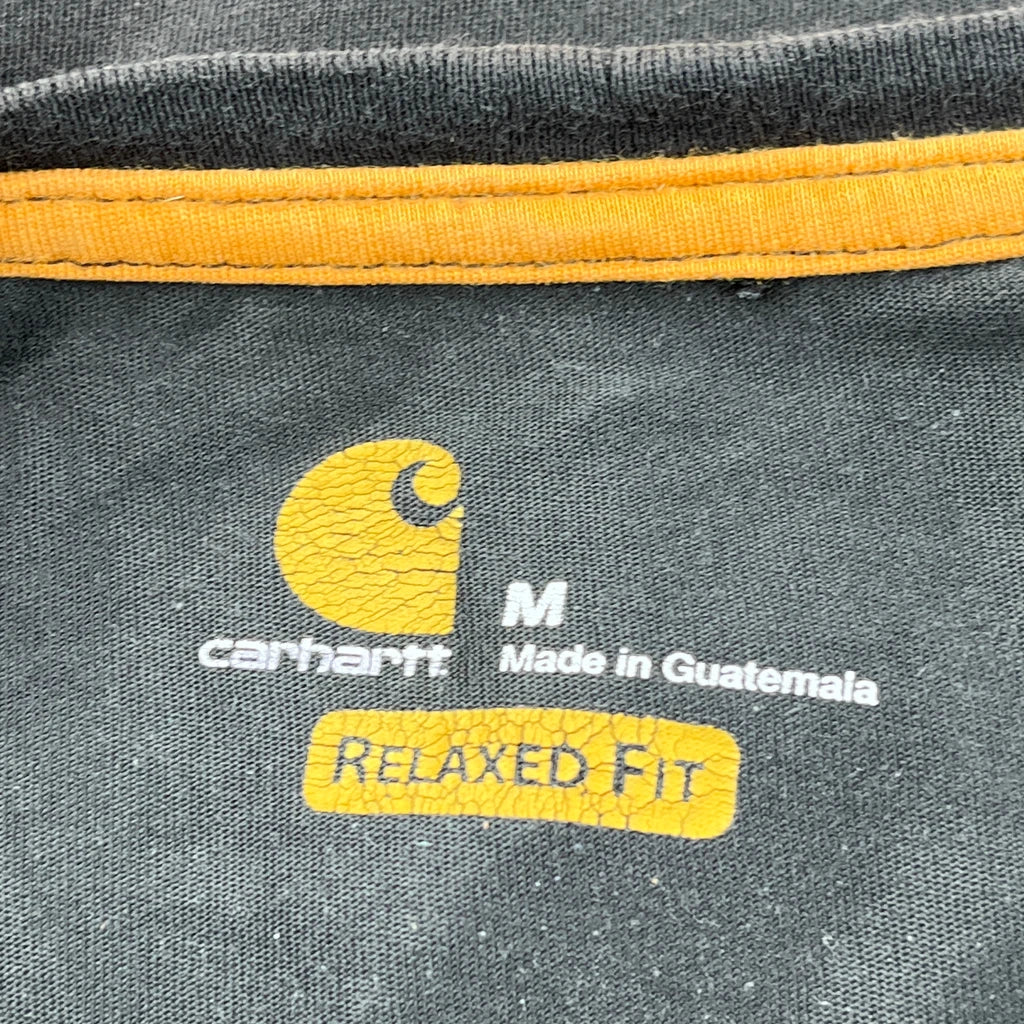 M
carhartt
Made in Guatemala
RELAXED FIT